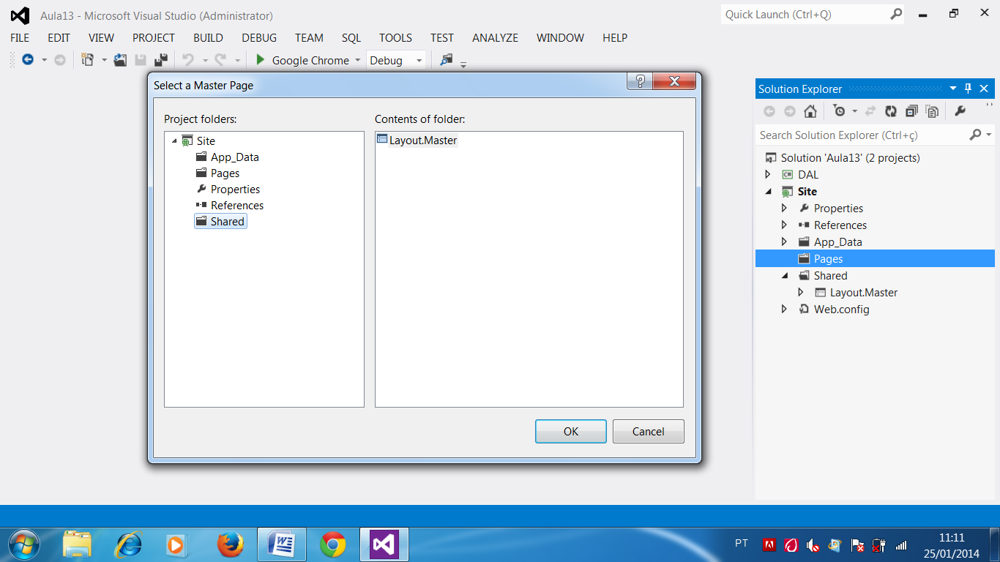 Aula13 - Microsoft Visual Studio (Administrator)
Quick Launch (Ctrl+Q)
FILE EDIT VIEW PROJECT BUILD DEBUG TEAM SQL TOOLS TEST ANALYZE WINDOW HELP
Google Chrome Debug
Select a Master Page
Project folders:
Site
App_Data
Pages
Properties
References
Shared
Contents of folder:
Layout.Master
OK Cancel
Solution Explorer
Search Solution Explorer (Ctrl+ç)
Solution 'Aula13' (2 projects)
C#
DAL
Site
Properties
References
App_Data
Pages
Shared
Layout.Master
Web.config
PT
11:11
25/01/2014